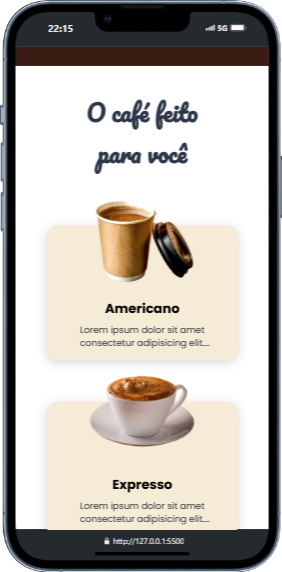 22:15
5G
O café feito
para você
Americano
Lorem ipsum dolor sit amet
consectetur adipisicing elit....
Expresso
Lorem ipsum dolor sit amet
consectetur adipisicing elit....
http://127.0.0.1:5500